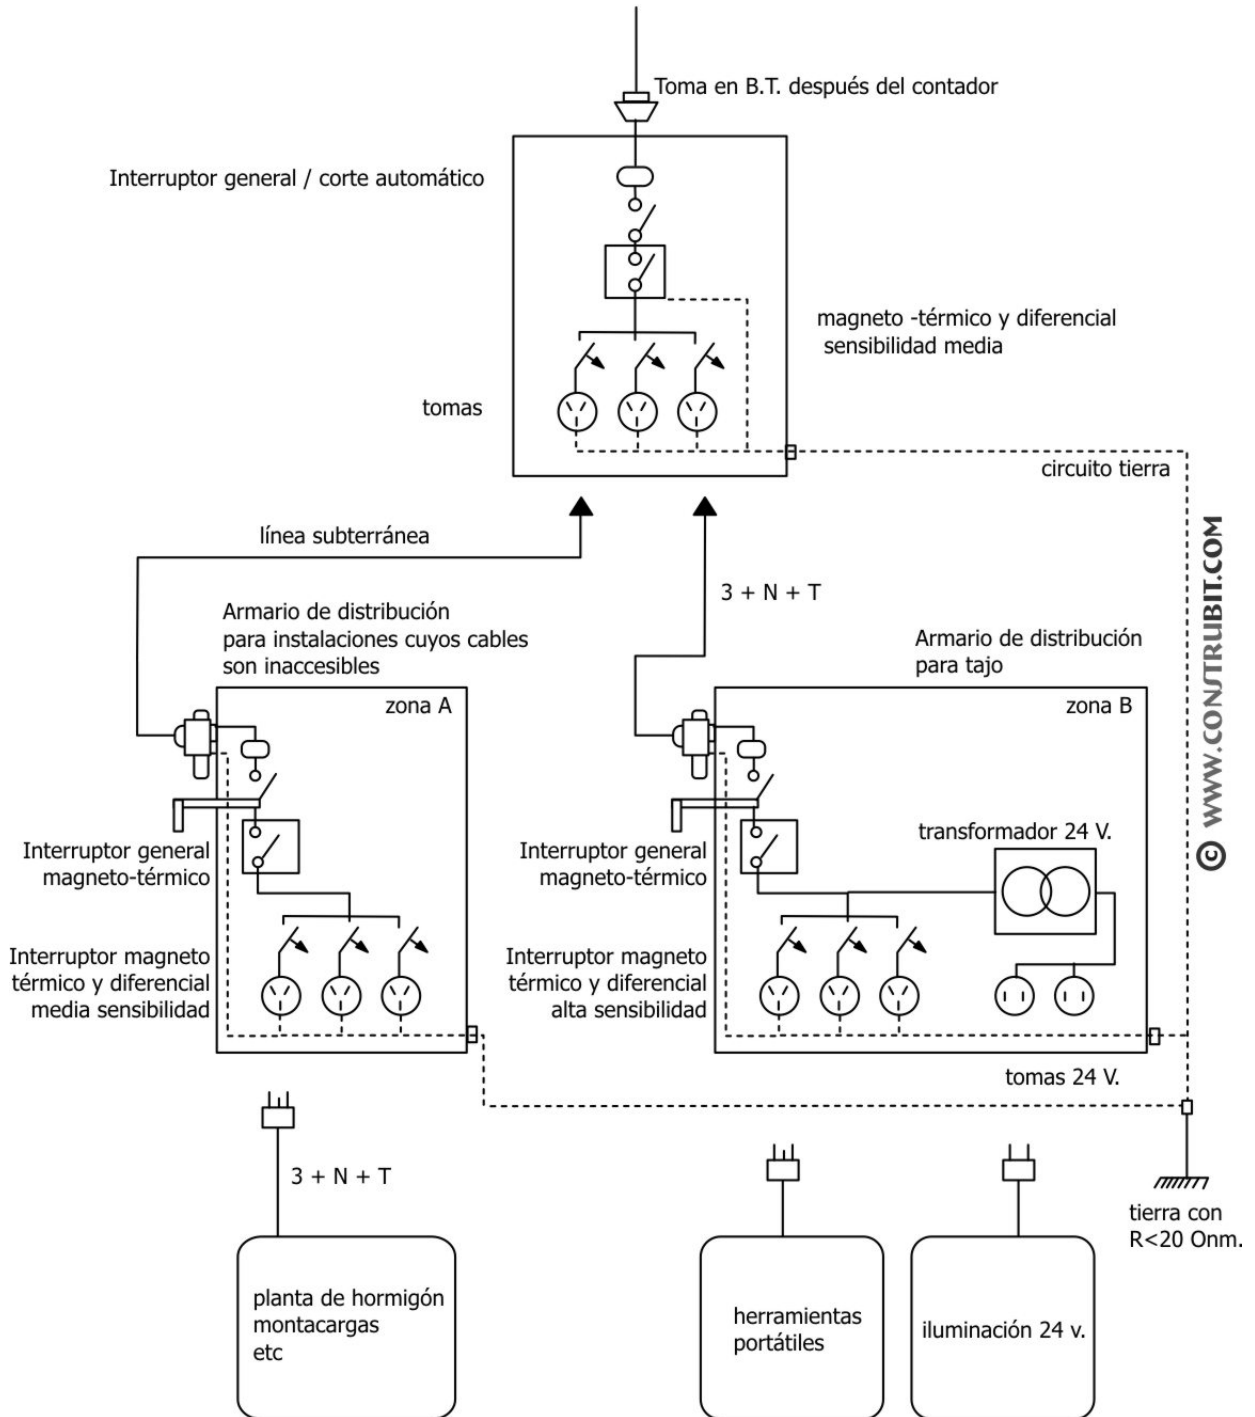 Toma en B.T. después del contador
Interruptor general / corte automático
magneto -térmico y diferencial
sensibilidad media
tomas
circuito tierra
línea subterránea
3 + N + T
Armario de distribución
para instalaciones cuyos cables
son inaccesibles
Armario de distribución
para tajo
zona A
zona B
transformador 24 V.
Interruptor general
magneto-térmico
Interruptor general
magneto-térmico
Interruptor magneto
térmico y diferencial
media sensibilidad
Interruptor magneto
térmico y diferencial
alta sensibilidad
tomas 24 V.
3 + N + T
tierra con
R<20 Onm.
planta de hormigón
montacargas
etc
herramientas
portátiles
iluminación 24 v.
© WWW.CONSTRUBIT.COM